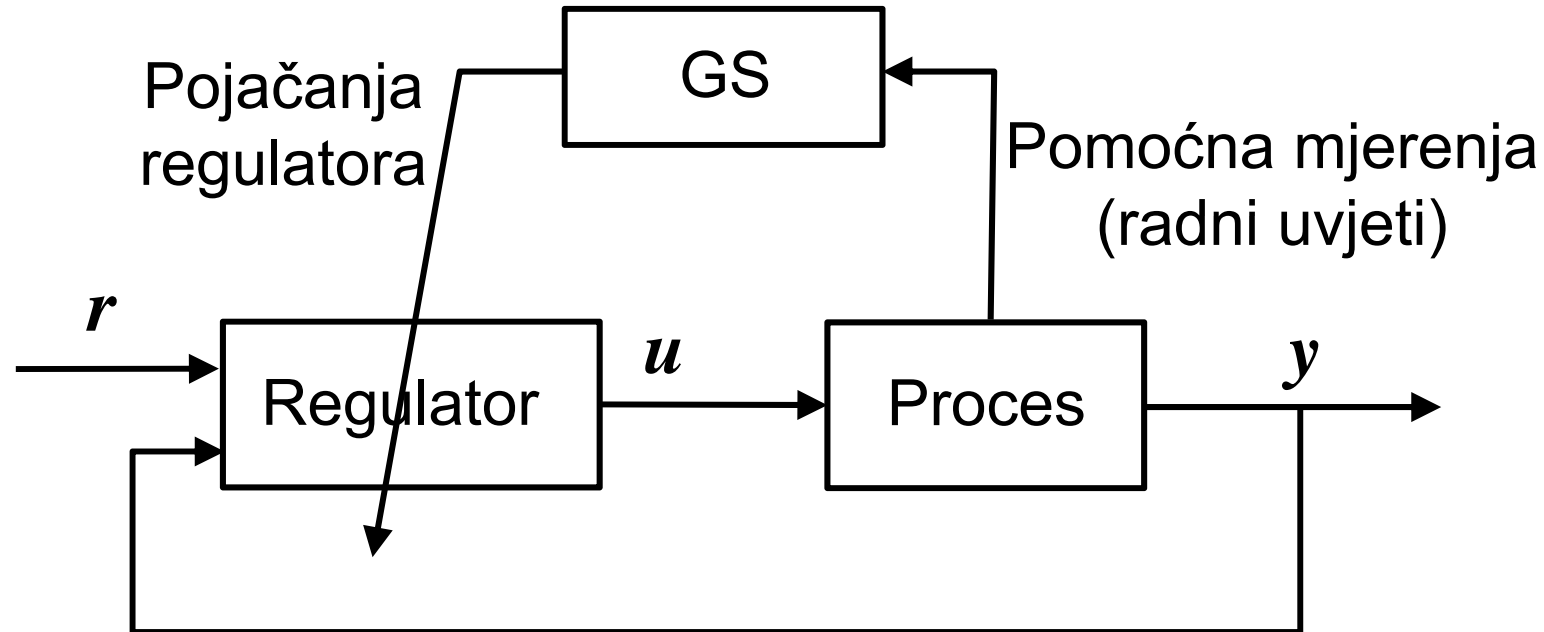 GS
Pojačanja
regulatora
Pomoćna mjerenja
(radni uvjeti)
r
Regulator
u
Proces
y